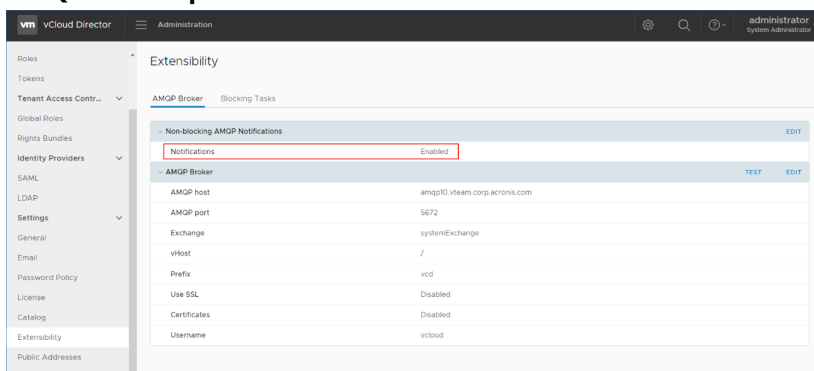 vm vCloud Director Administration administrator
System Administrator
Roles
Tokens
Tenant Access Contr...
Global Roles
Rights Bundles
Identity Providers
SAML
LDAP
Settings
General
Email
Password Policy
License
Catalog
Extensibility
Public Addresses
Extensibility
AMQP Broker Blocking Tasks
Non-blocking AMQP Notifications EDIT
Notifications Enabled
AMQP Broker TEST EDIT
AMQP host amqp10.vteam.corp.acronis.com
AMQP port 5672
Exchange systemExchange
vHost /
Prefix vcd
Use SSL Disabled
Certificates Disabled
Username vcloud